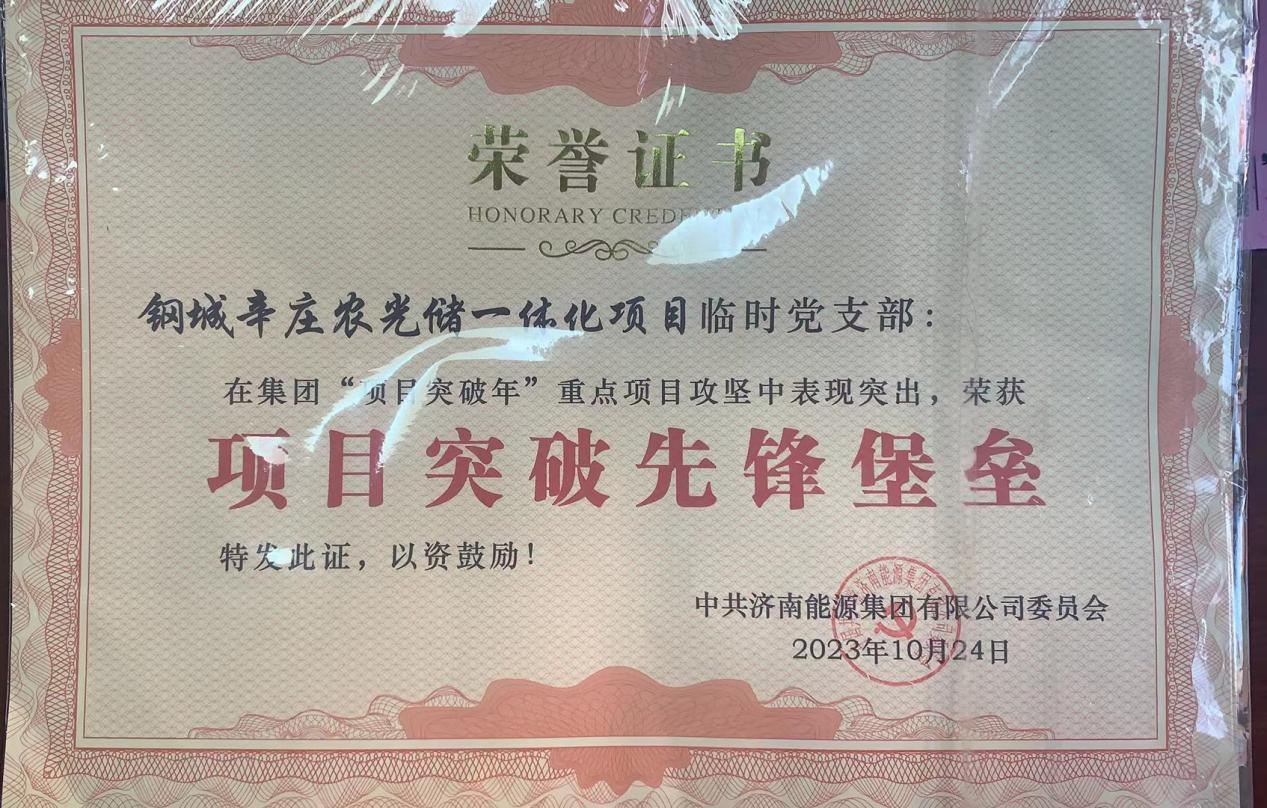 荣誉证书
HONORARY
钢城辛庄农光储一体化项目临时党支部：
在集团“项目突破年”重点项目攻坚中表现突出，荣获
项目突破先锋堡垒
特发此证，以资鼓励！
中共济南能源集团有限公司委员会
2023年10月24日